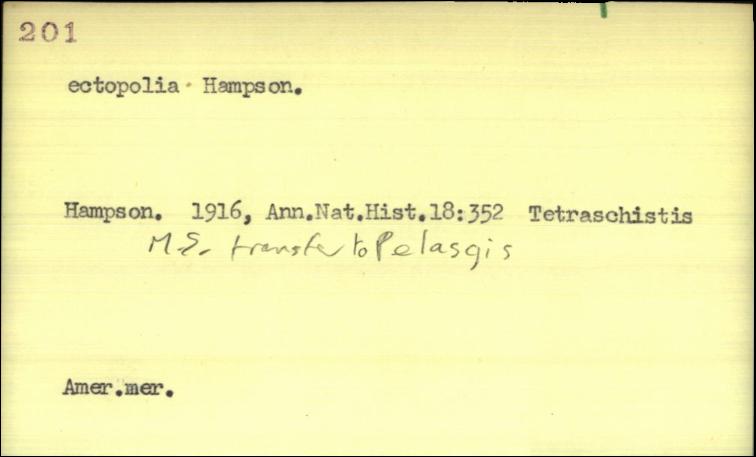 201
ectopolia Hampson.
Hampson. 1916, Ann.Nat.Hist.18:352 Tetraschistis
M.S. transfer to Pelasgis
Amer.mer.